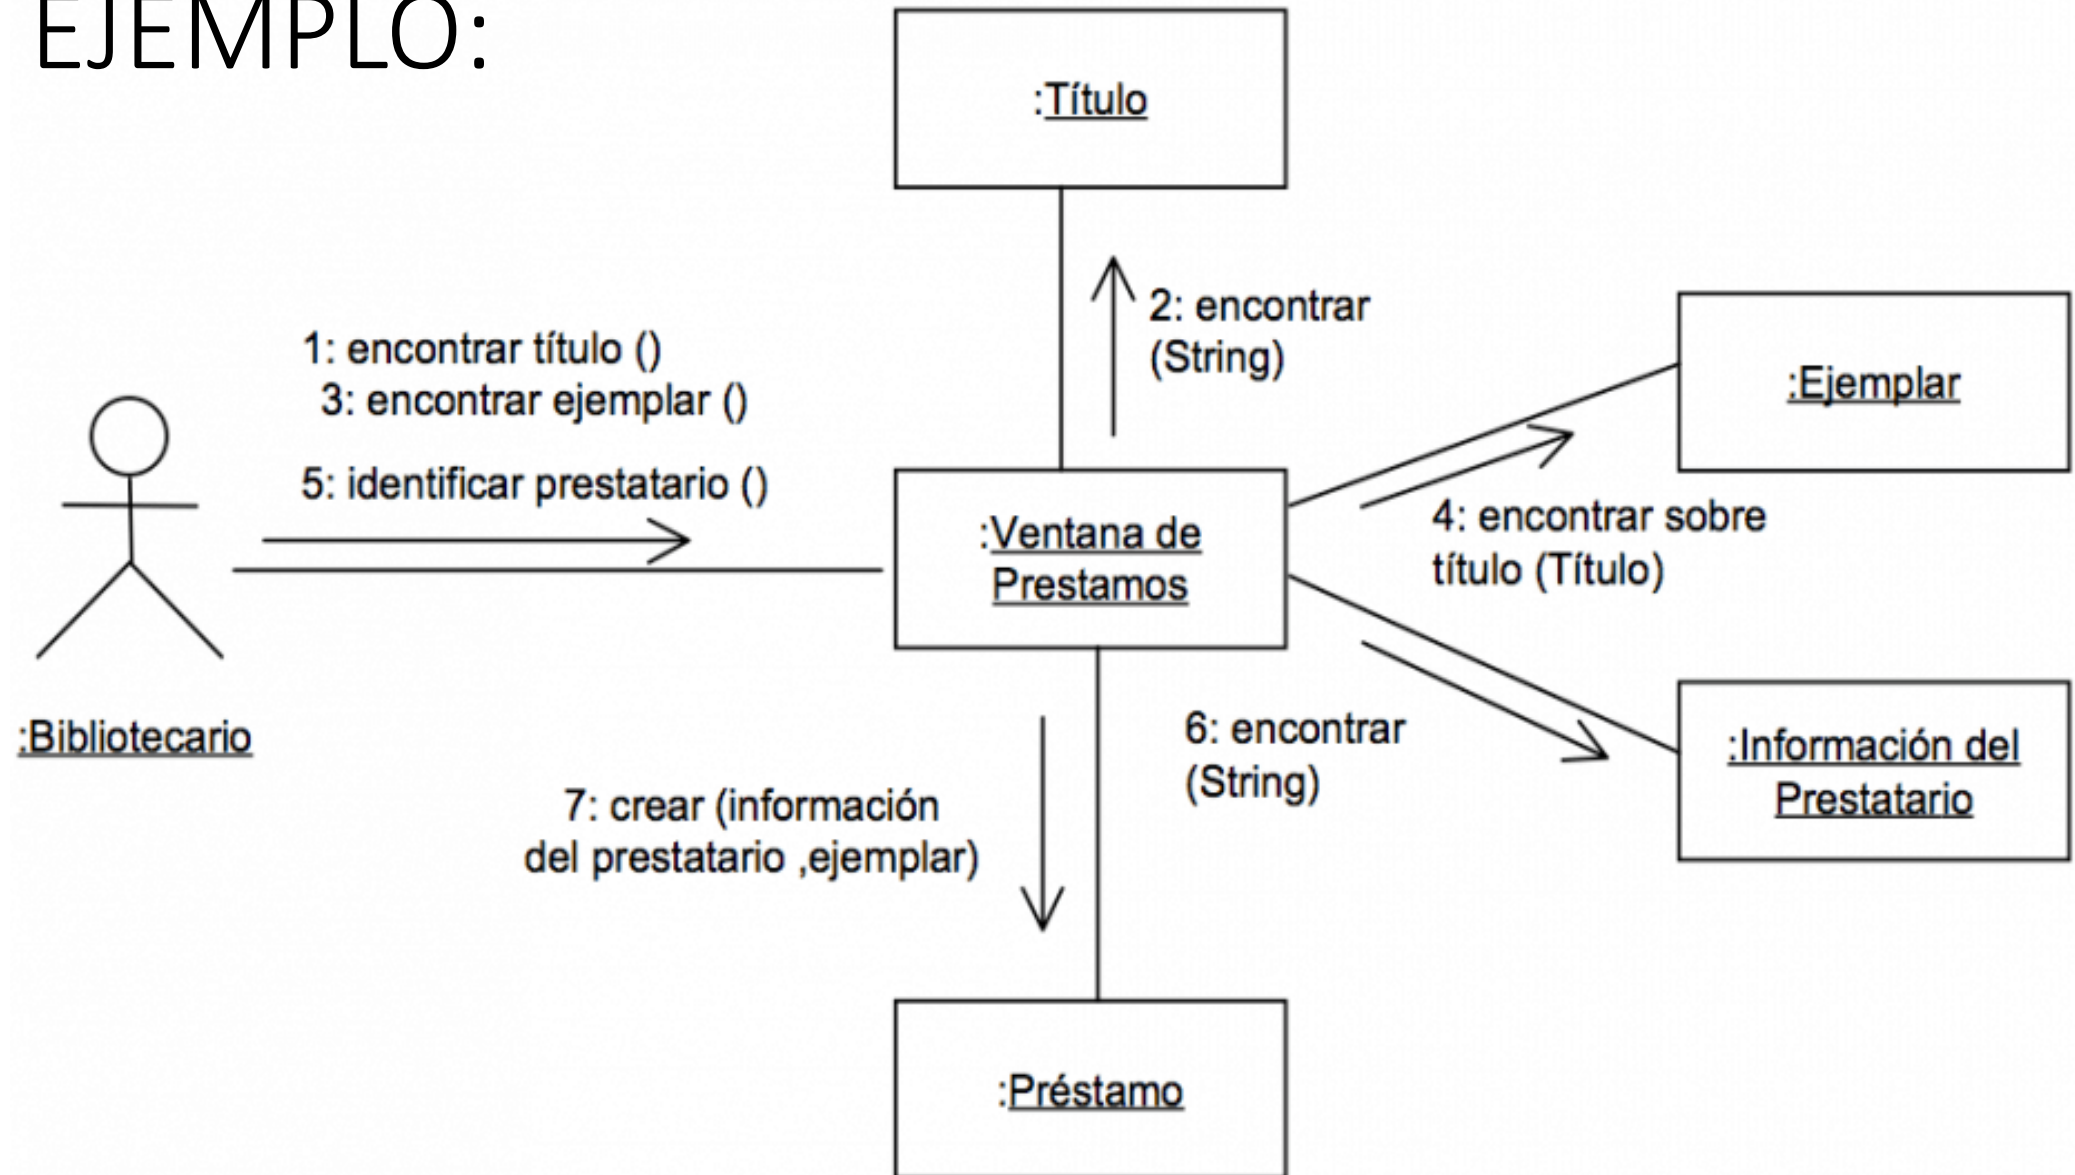 EJEMPLO:
:Título
2: encontrar
(String)
1: encontrar título ()
3: encontrar ejemplar ()
5: identificar prestatario ()
:Ejemplar
:Ventana de
Prestamos
4: encontrar sobre
título (Título)
:Bibliotecario
6: encontrar
(String)
:Información del
Prestatario
7: crear (información
del prestatario ,ejemplar)
:Préstamo